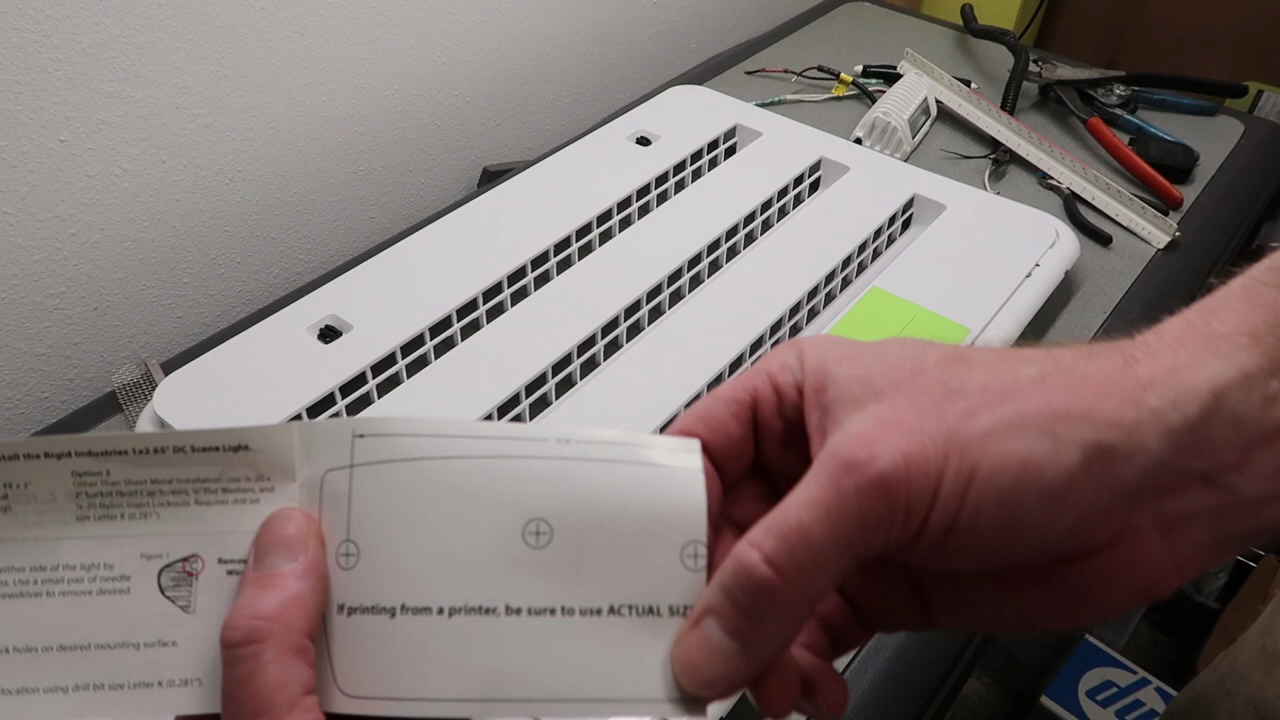 tall the Rigid Industries 1x2 65° DC Scene Light.
Option 2
Other Than Sheet Metal Installation: Use ¼-20 x
2" Socket Head Cap Screws, ¼" Flat Washers, and
¼-20 Nylon Insert Locknuts. Requires drill bit
size Letter K (0.281").
either side of the light by
Use a small pair of needle
screwdriver to remove desired
Figure 1
Remove
holes on desired mounting surface.
location using drill bit size Letter K (0.281").
If printing from a printer, be sure to use ACTUAL SIZ
hp